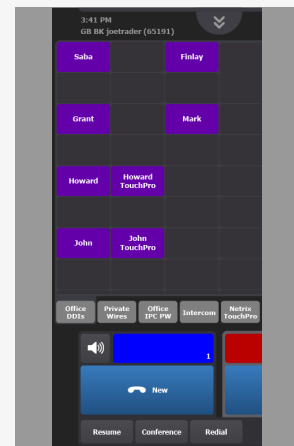 3:41 PM
GB BK joetrader (65191)
Saba
Finlay
Grant
Mark
Howard
Howard
TouchPro
John
John
TouchPro
Office
DDIs
Private
Wires
Office
IPC PW
Intercom
Netrix
TouchPro
1
New
Resume
Conference
Redial